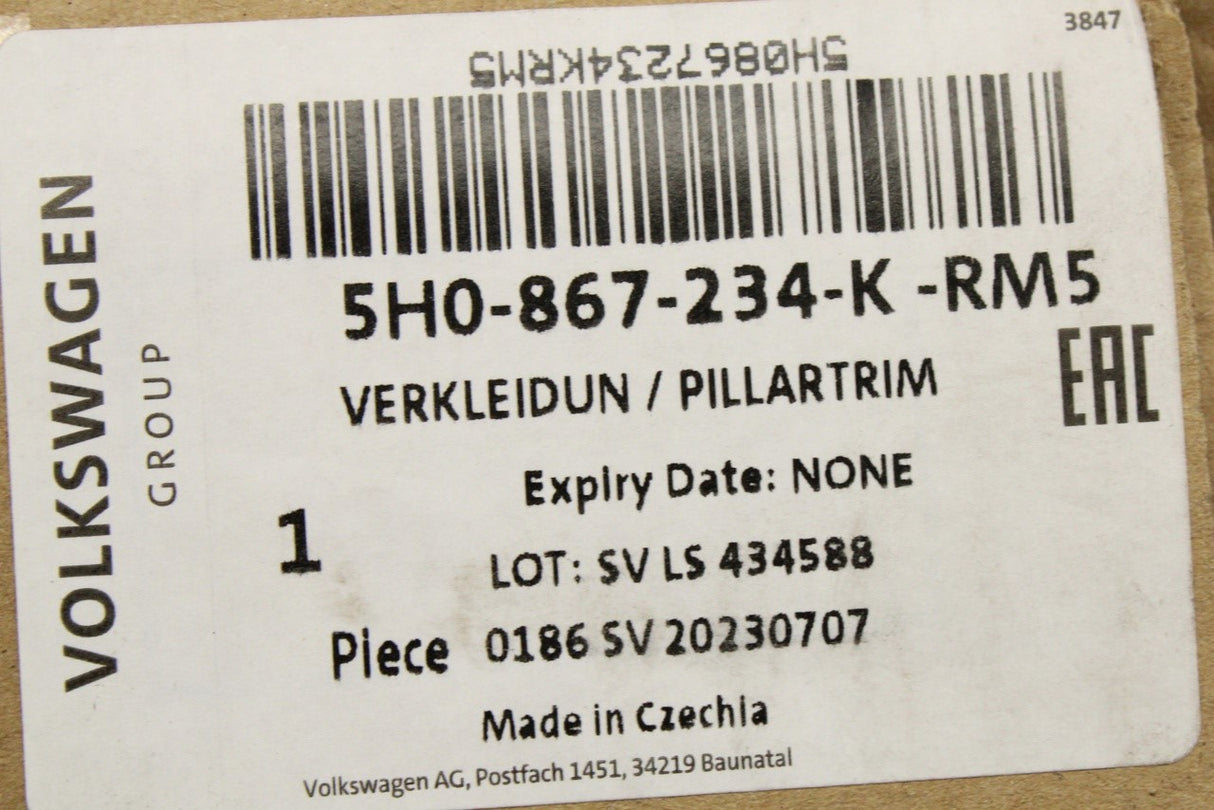 3847
5H0867234KRM5
5H0-867-234-K -RM5
VERKLEIDUN / PILLARTRIM
EAC
Expiry Date: NONE
1
LOT: SV LS 434588
Piece 0186 SV 20230707
Made in Czechia
Volkswagen AG, Postfach 1451, 34219 Baunatal
VOLKSWAGEN
GROUP